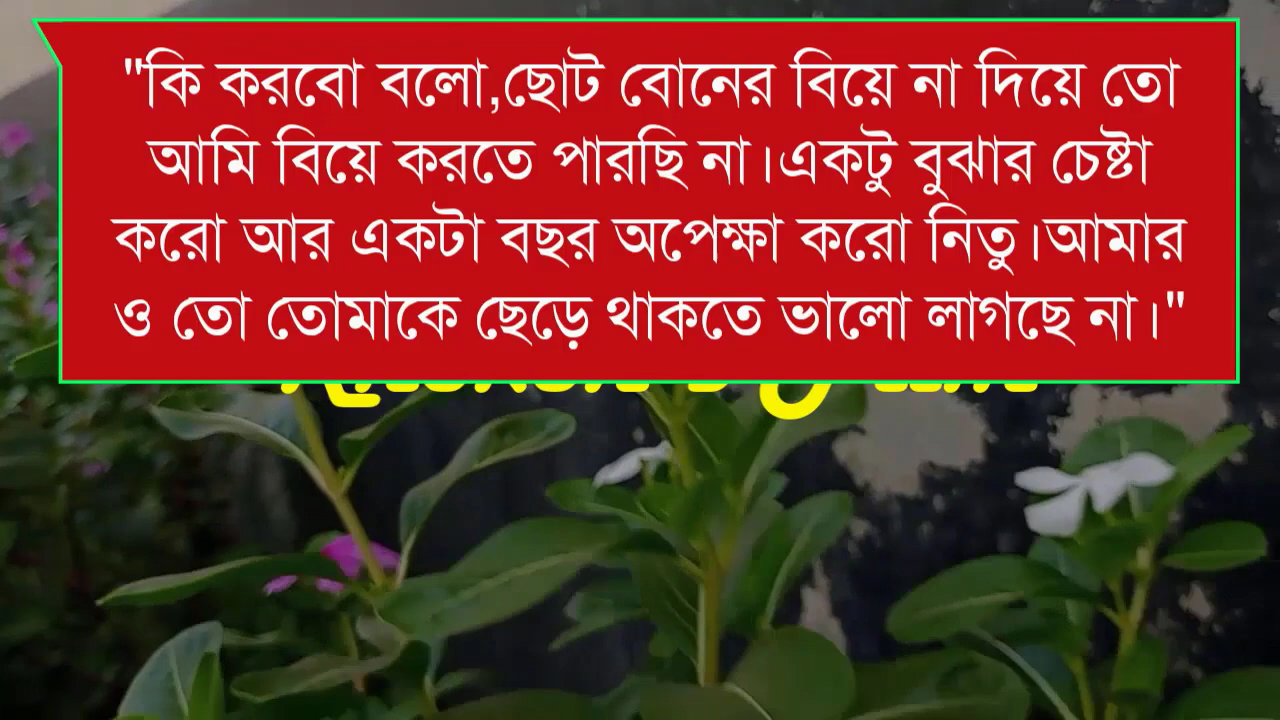 "কি করবো বলো,ছোট বোনের বিয়ে না দিয়ে তো
আমি বিয়ে করতে পারছি না।একটু বুঝার চেষ্টা
করো আর একটা বছর অপেক্ষা করো নিতু।আমার
ও তো তোমাকে ছেড়ে থাকতে ভালো লাগছে না।"